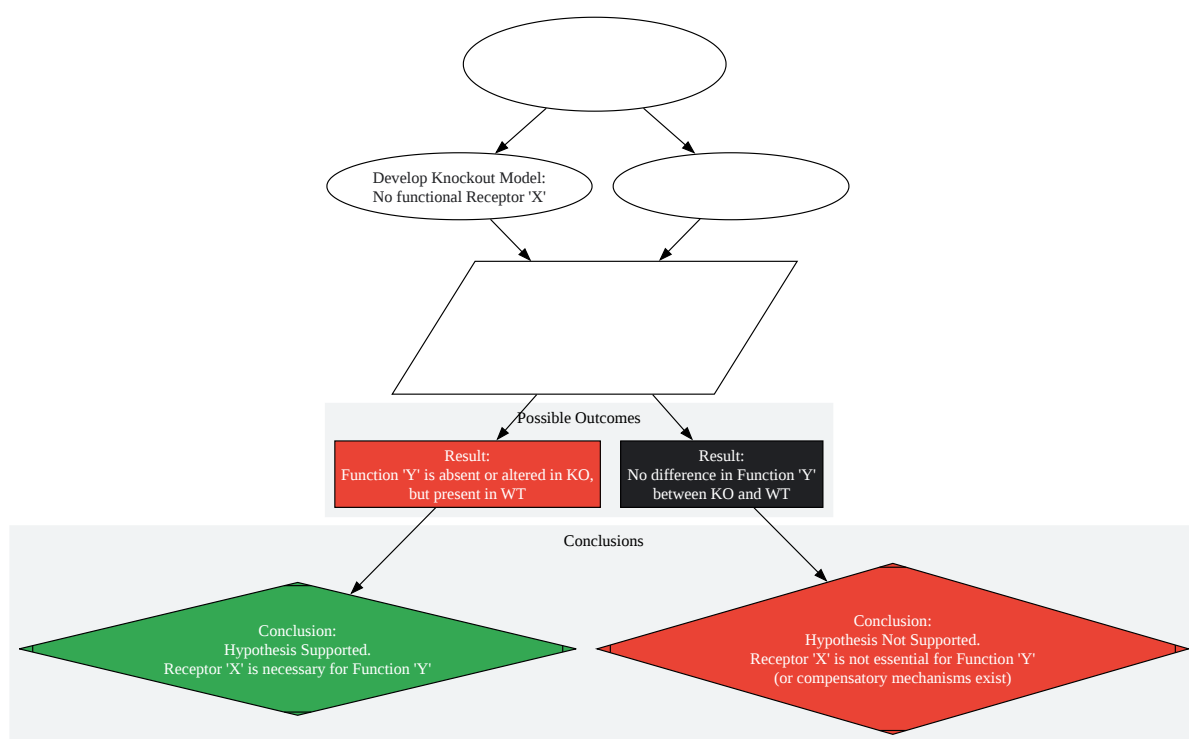 Develop Knockout Model:
No functional Receptor 'X'
Possible Outcomes
Result:
Function 'Y' is absent or altered in KO,
but present in WT
Result:
No difference in Function 'Y'
between KO and WT
Conclusions
Conclusion:
Hypothesis Supported.
Receptor 'X' is necessary for Function 'Y'
Conclusion:
Hypothesis Not Supported.
Receptor 'X' is not essential for Function 'Y'
(or compensatory mechanisms exist)